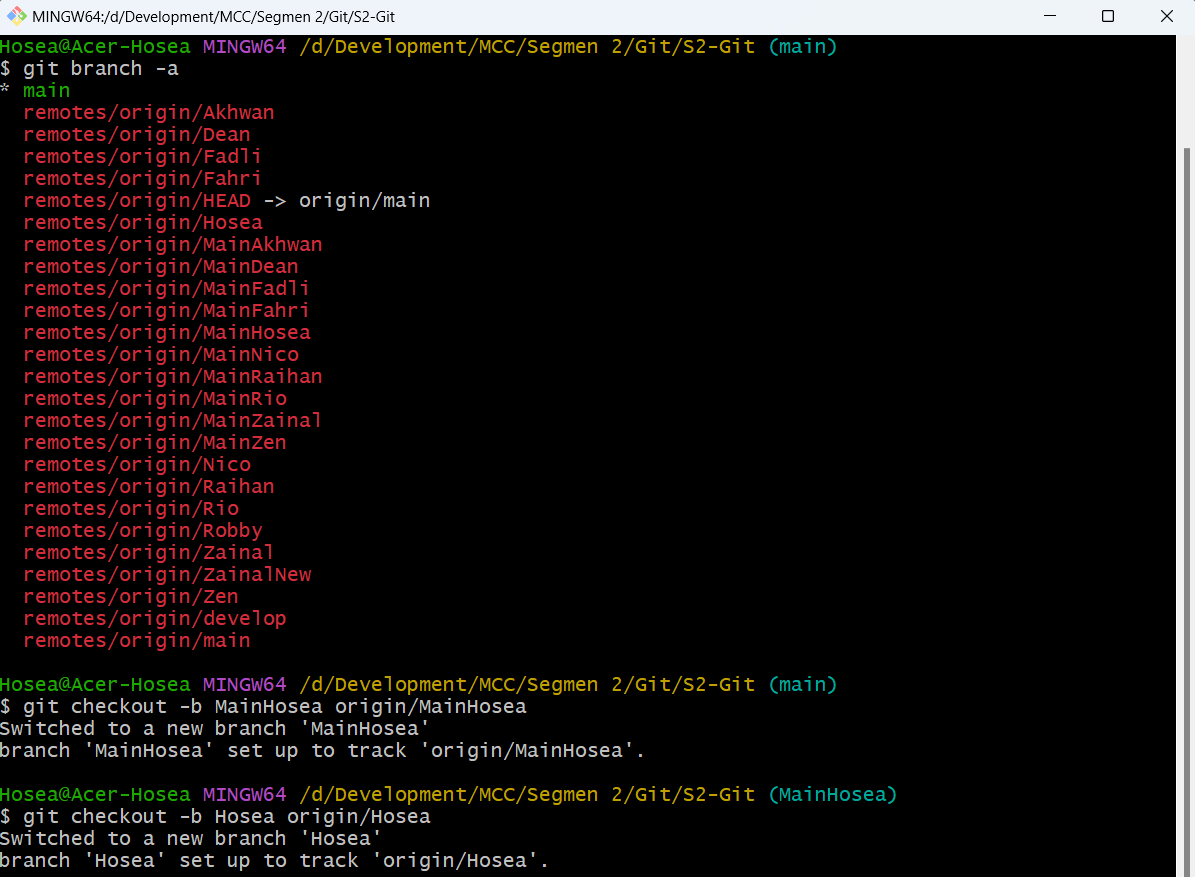 MINGW64:/d/Development/MCC/Segmen 2/Git/S2-Git
Hosea@Acer-Hosea MINGW64 /d/Development/MCC/Segmen 2/Git/S2-Git (main)
$ git branch -a
* main
  remotes/origin/Akhwan
  remotes/origin/Dean
  remotes/origin/Fadli
  remotes/origin/Fahri
  remotes/origin/HEAD -> origin/main
  remotes/origin/Hosea
  remotes/origin/MainAkhwan
  remotes/origin/MainDean
  remotes/origin/MainFadli
  remotes/origin/MainFahri
  remotes/origin/MainHosea
  remotes/origin/MainNico
  remotes/origin/MainRaihan
  remotes/origin/MainRio
  remotes/origin/MainZainal
  remotes/origin/MainZen
  remotes/origin/Nico
  remotes/origin/Raihan
  remotes/origin/Rio
  remotes/origin/Robby
  remotes/origin/Zainal
  remotes/origin/ZainalNew
  remotes/origin/Zen
  remotes/origin/develop
  remotes/origin/main
Hosea@Acer-Hosea MINGW64 /d/Development/MCC/Segmen 2/Git/S2-Git (main)
$ git checkout -b MainHosea origin/MainHosea
Switched to a new branch 'MainHosea'
branch 'MainHosea' set up to track 'origin/MainHosea'.
Hosea@Acer-Hosea MINGW64 /d/Development/MCC/Segmen 2/Git/S2-Git (MainHosea)
$ git checkout -b Hosea origin/Hosea
Switched to a new branch 'Hosea'
branch 'Hosea' set up to track 'origin/Hosea'.